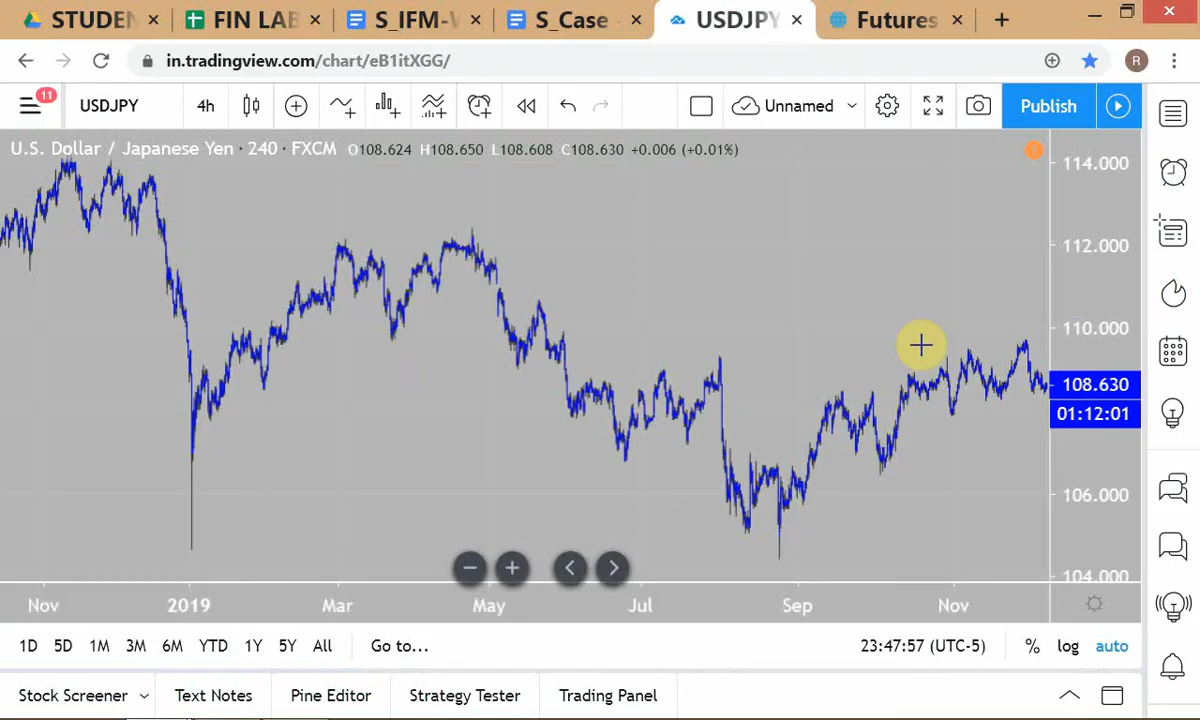 STUDEN FIN LAB S_IFM-W S_Case - USDJPY Futures
in.tradingview.com/chart/eB1itXGG/ R
11 USDJPY 4h Unnamed Publish
U.S. Dollar / Japanese Yen · 240 · FXCM O108.624 H108.650 L108.608 C108.630 +0.006 (+0.01%)
114.000
112.000
110.000
108.630
01:12:01
106.000
104.000
Nov 2019 Mar May Jul Sep Nov
1D 5D 1M 3M 6M YTD 1Y 5Y All Go to... 23:47:57 (UTC-5) % log auto
Stock Screener Text Notes Pine Editor Strategy Tester Trading Panel